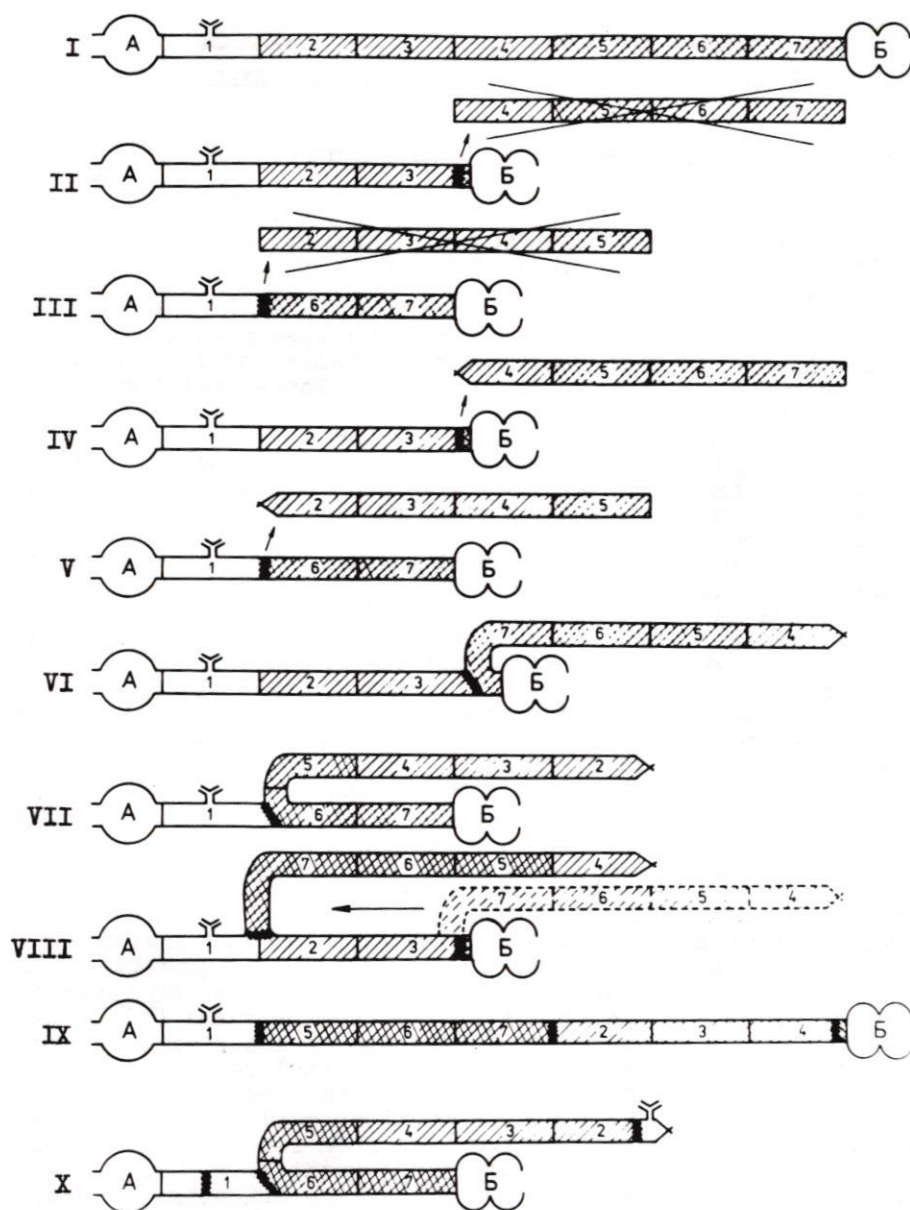 I А 1 2 3 4 5 6 7 Б
4 5 6 7
II А 1 2 3 Б
2 3 4 5
III А 1 6 7 Б
4 5 6 7
IV А 1 2 3 Б
2 3 4 5
V А 1 6 7 Б
7 6 5 4
VI А 1 2 3 Б
5 4 3 2
VII А 1 6 7 Б
7 6 5 4
7 6 5 4
VIII А 1 2 3 Б
IX А 1 5 6 7 2 3 4 Б
5 4 3 2
X А 1 6 7 Б